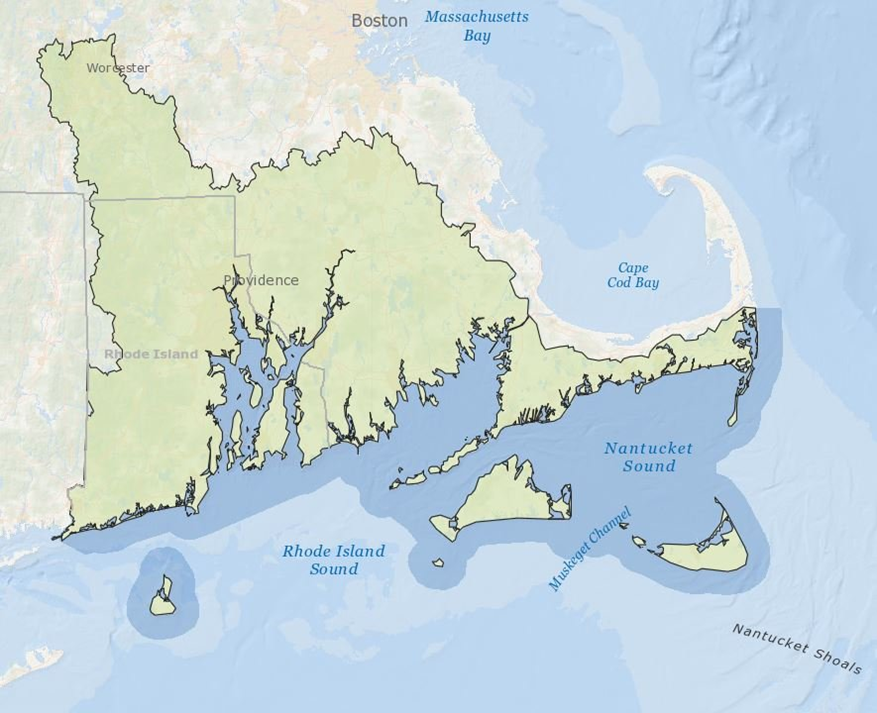 Boston
Massachusetts
Bay
Worcester
Cape
Cod Bay
Providence
Rhode Island
Nantucket
Sound
Muskeget Channel
Rhode Island
Sound
Nantucket Shoals